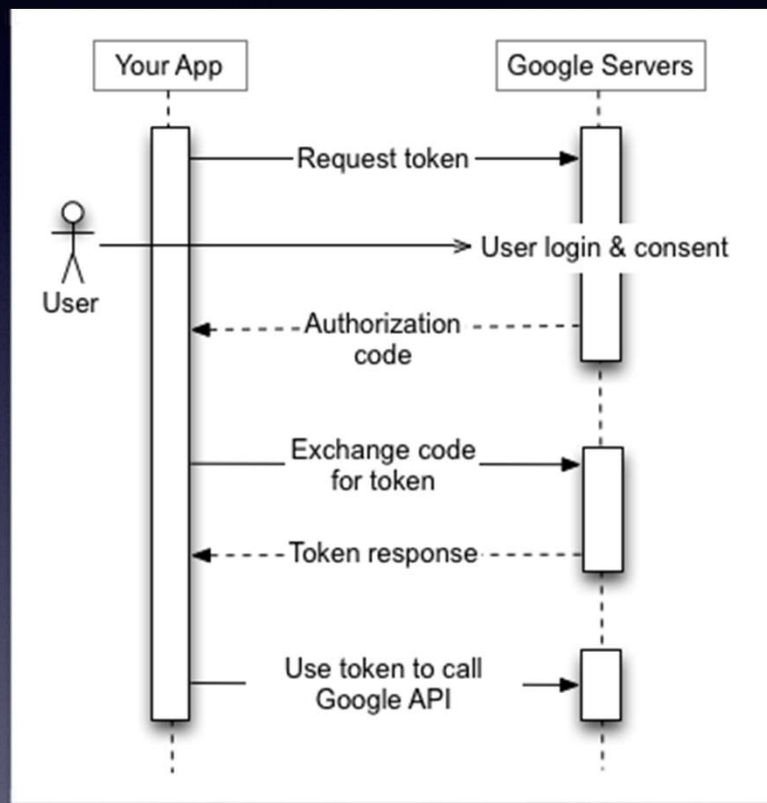 Your App
Google Servers
Request token
User login & consent
User
Authorization
code
Exchange code
for token
Token response
Use token to call
Google API